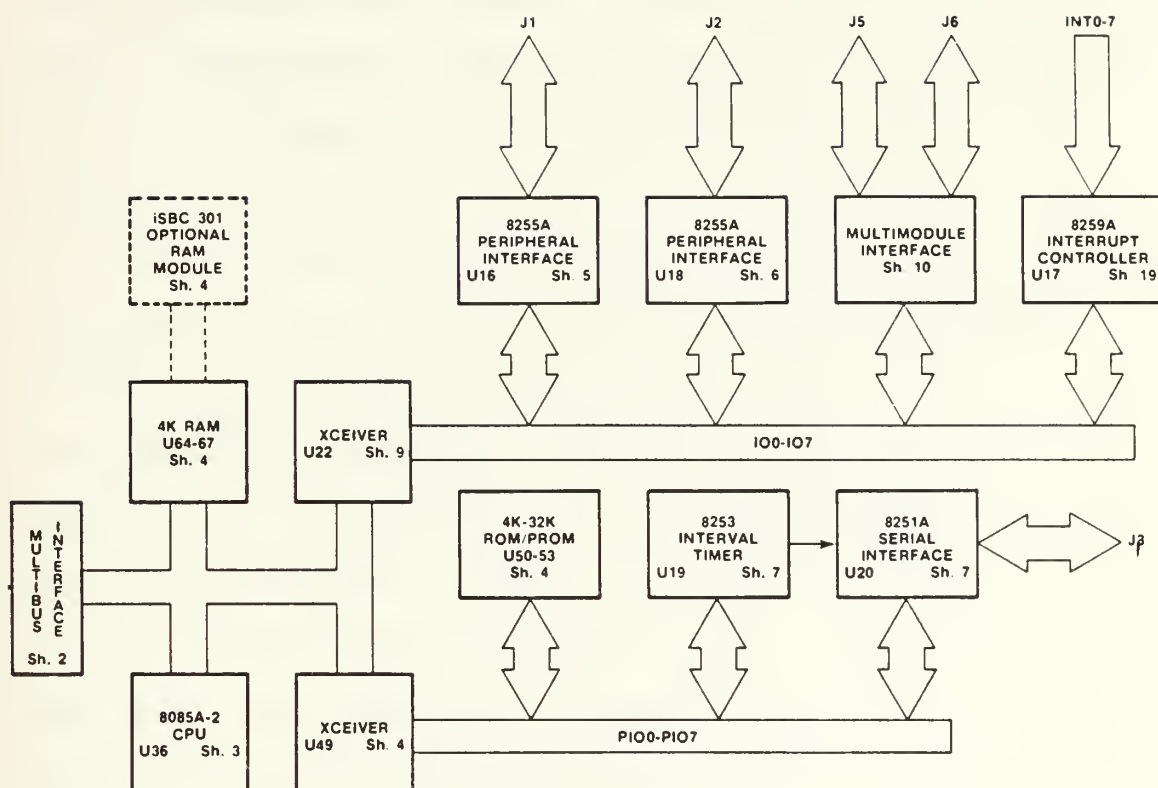 J1
J2
J5
J6
INT0-7
iSBC 301
OPTIONAL
RAM
MODULE
Sh. 4
8255A
PERIPHERAL
INTERFACE
U16 Sh. 5
8255A
PERIPHERAL
INTERFACE
U18 Sh. 6
MULTIMODULE
INTERFACE
Sh. 10
8259A
INTERRUPT
CONTROLLER
U17 Sh 19
4K RAM
U64-67
Sh. 4
XCEIVER
U22 Sh. 9
IO0-IO7
MULTIBUS
INTERFACE
Sh. 2
4K-32K
ROM/PROM
U50-53
Sh. 4
8253
INTERVAL
TIMER
U19 Sh. 7
8251A
SERIAL
INTERFACE
U20 Sh. 7
J3
8085A-2
CPU
U36 Sh. 3
XCEIVER
U49 Sh. 4
PIO0-PIO7